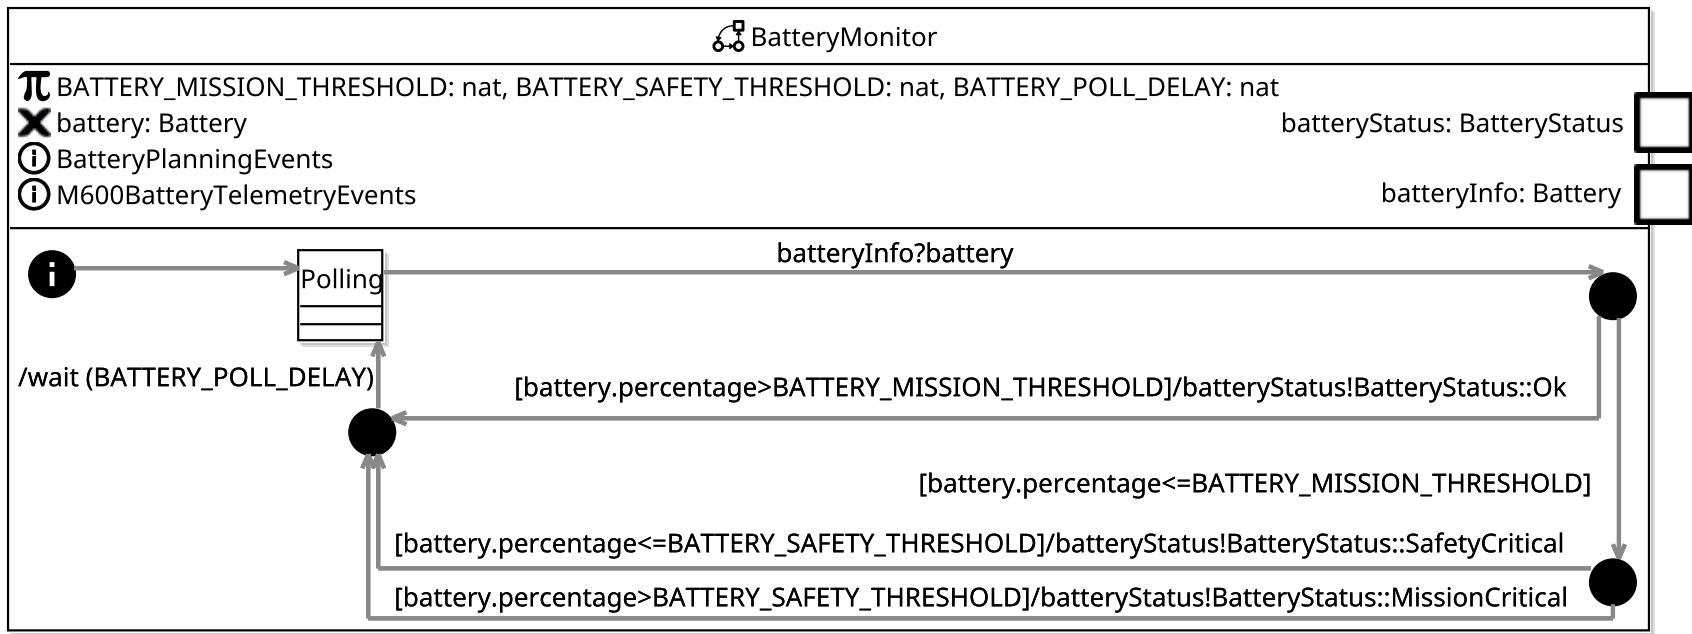 BatteryMonitor
BATTERY_MISSION_THRESHOLD: nat, BATTERY_SAFETY_THRESHOLD: nat, BATTERY_POLL_DELAY: nat
battery: Battery
batteryStatus: BatteryStatus
BatteryPlanningEvents
M600BatteryTelemetryEvents
batteryInfo: Battery
batteryInfo?battery
Polling
/wait (BATTERY_POLL_DELAY)
[battery.percentage>BATTERY_MISSION_THRESHOLD]/batteryStatus!BatteryStatus::Ok
[battery.percentage<=BATTERY_MISSION_THRESHOLD]
[battery.percentage<=BATTERY_SAFETY_THRESHOLD]/batteryStatus!BatteryStatus::SafetyCritical
[battery.percentage>BATTERY_SAFETY_THRESHOLD]/batteryStatus!BatteryStatus::MissionCritical